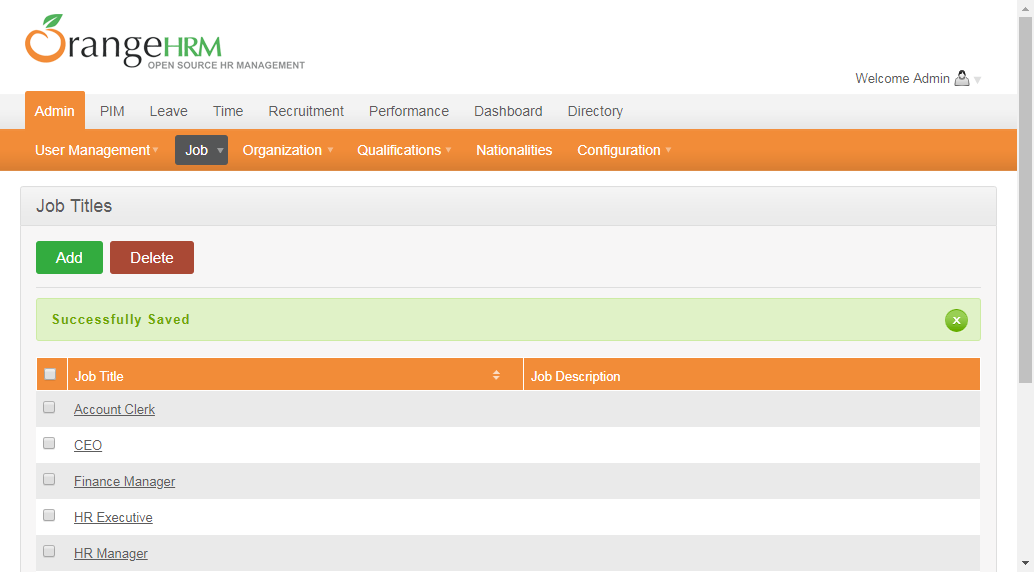 OrangeHRM
OPEN SOURCE HR MANAGEMENT
Welcome Admin
Admin PIM Leave Time Recruitment Performance Dashboard Directory
User Management Job Organization Qualifications Nationalities Configuration
Job Titles
Add Delete
Successfully Saved
Job Title Job Description
Account Clerk
CEO
Finance Manager
HR Executive
HR Manager